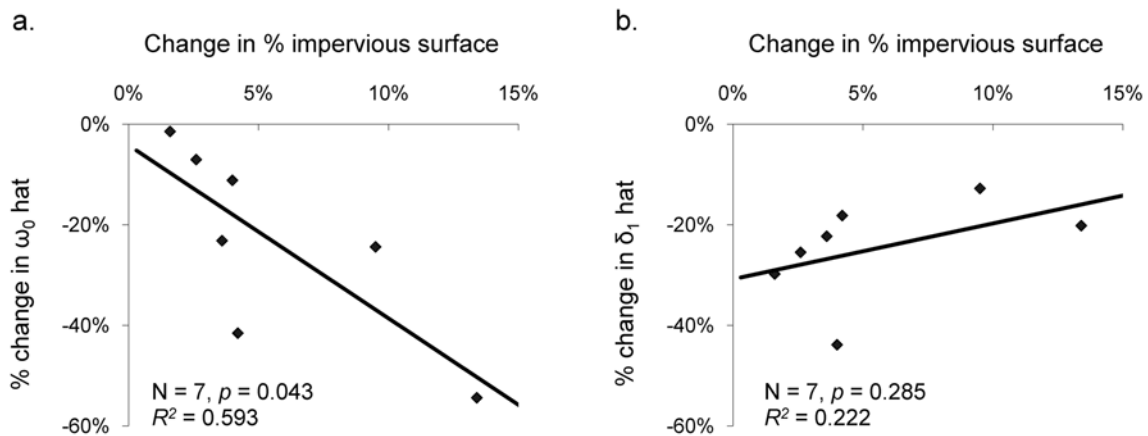 a.
Change in % impervious surface
0% 5% 10% 15%
0%
-20%
-40%
-60%
% change in ω₀ hat
N = 7, p = 0.043
R² = 0.593
b.
Change in % impervious surface
0% 5% 10% 15%
0%
-20%
-40%
-60%
% change in δ₁ hat
N = 7, p = 0.285
R² = 0.222